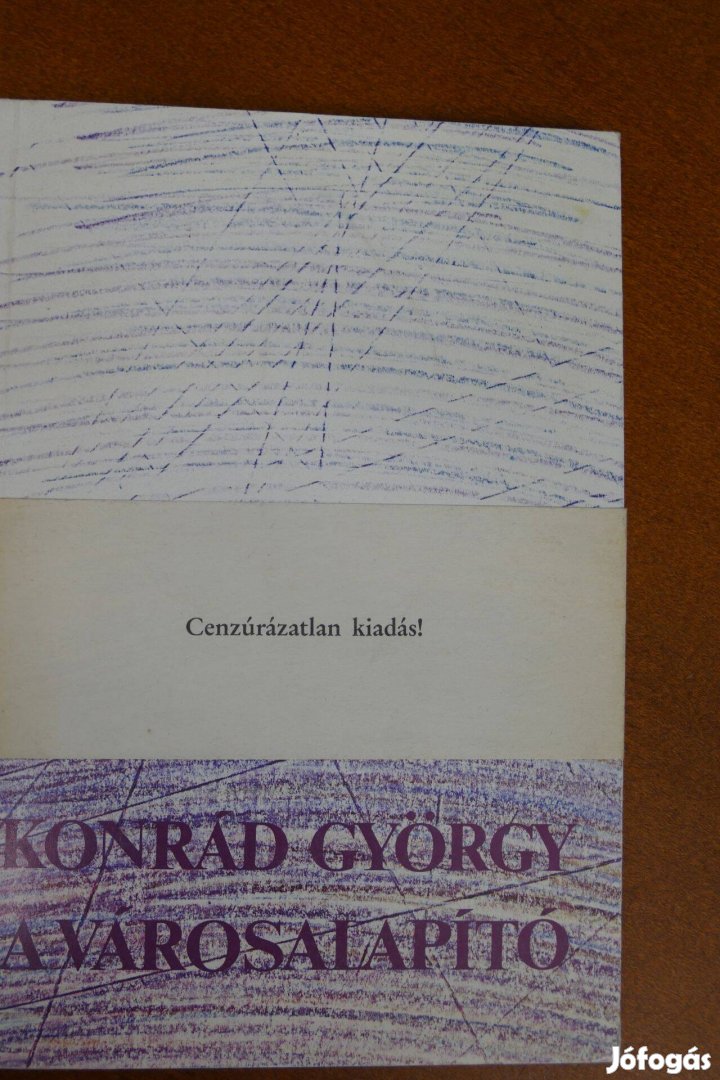 Cenzúrázatlan kiadás!
KONRÁD GYÖRGY
A VÁROSALAPÍTÓ
Jófogás